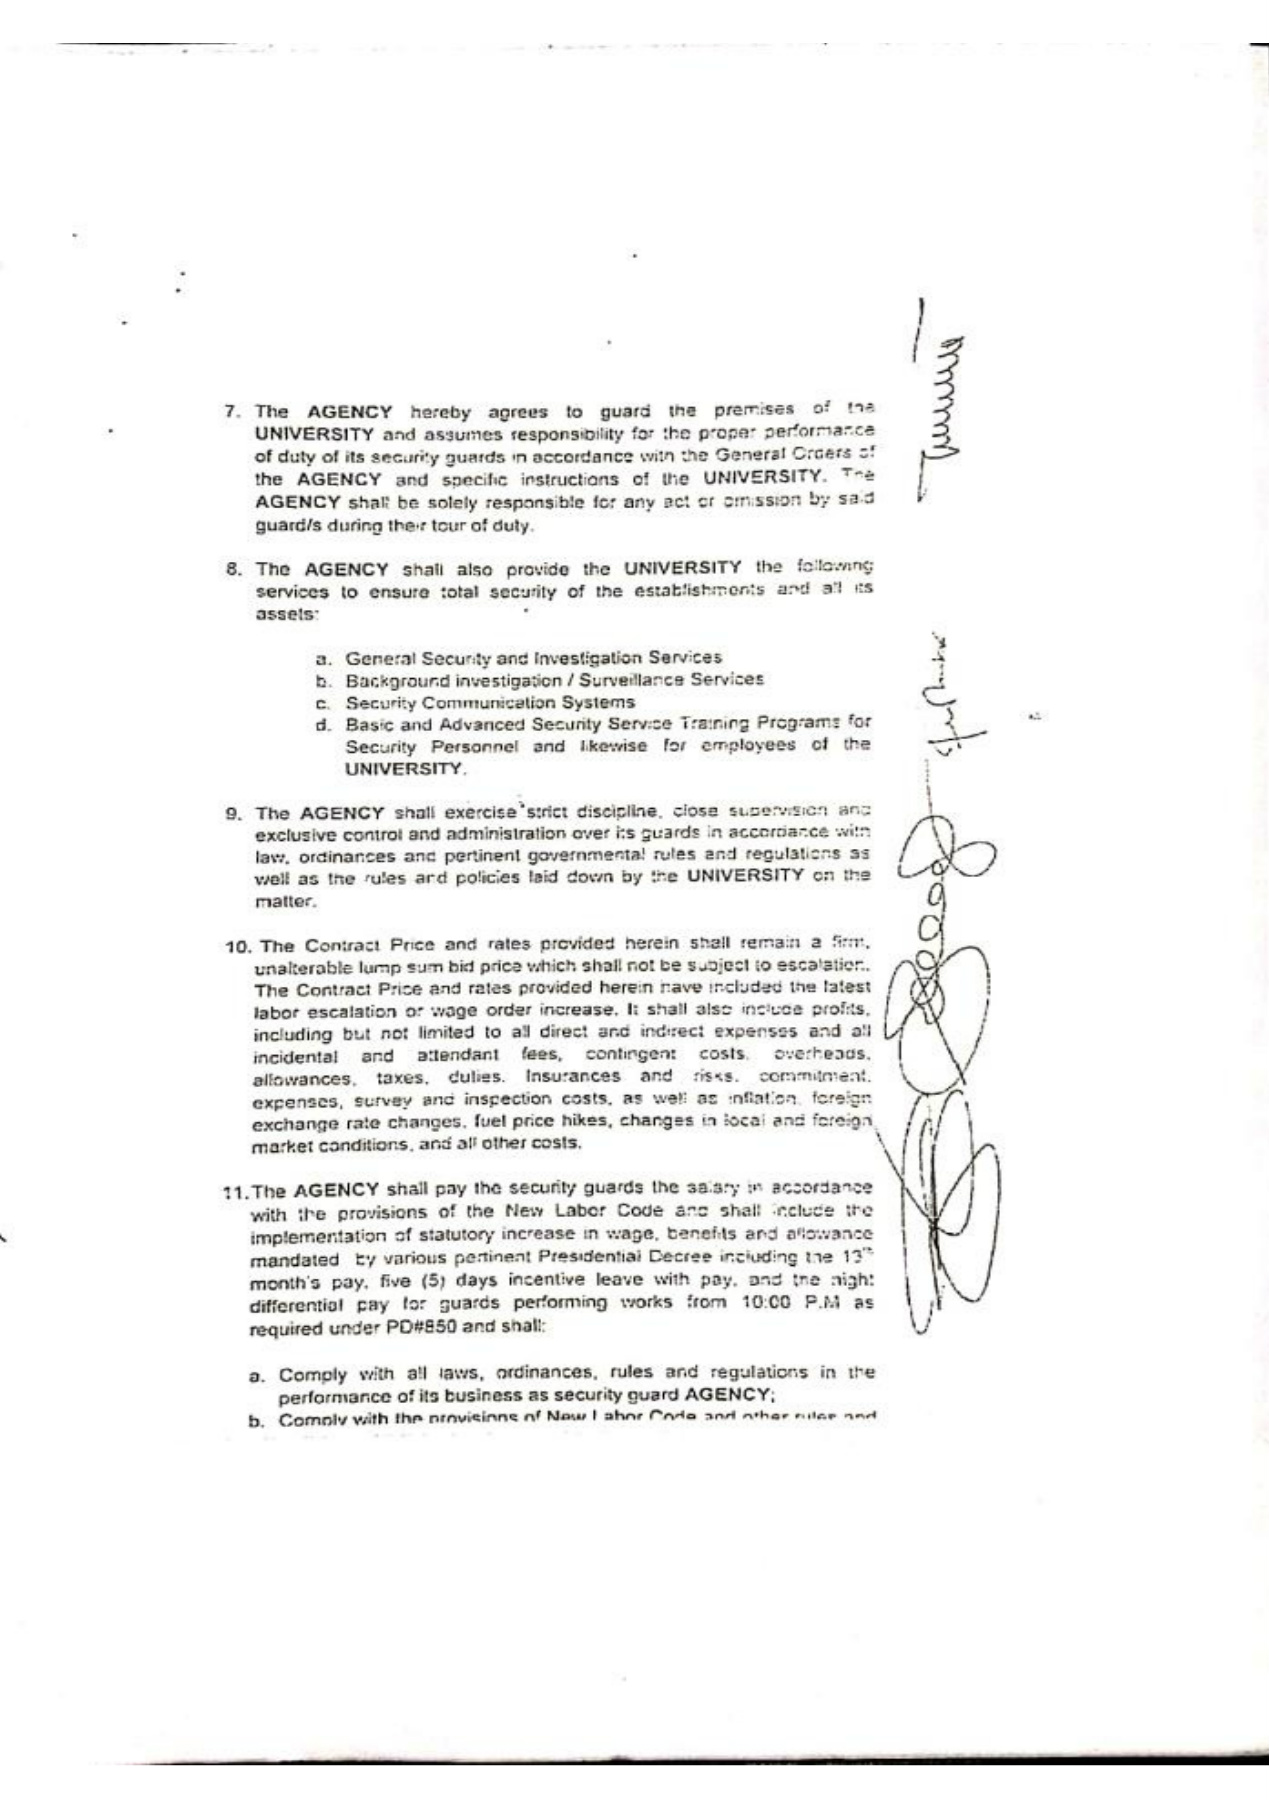 7. The AGENCY hereby agrees to guard the premises of the
UNIVERSITY and assumes responsibility for the proper performance
of duty of its security guards in accordance with the General Orders of
the AGENCY and specific instructions of the UNIVERSITY. The
AGENCY shall be solely responsible for any act or omission by said
guard/s during their tour of duty.
8. The AGENCY shall also provide the UNIVERSITY the following
services to ensure total security of the establishments and all its
assets:
a. General Security and Investigation Services
b. Background investigation / Surveillance Services
c. Security Communication Systems
d. Basic and Advanced Security Service Training Programs for
Security Personnel and likewise for employees of the
UNIVERSITY.
9. The AGENCY shall exercise strict discipline, close supervision and
exclusive control and administration over its guards in accordance with
law, ordinances and pertinent governmental rules and regulations as
well as the rules and policies laid down by the UNIVERSITY on the
matter.
10. The Contract Price and rates provided herein shall remain a firm,
unalterable lump sum bid price which shall not be subject to escalation.
The Contract Price and rates provided herein have included the latest
labor escalation or wage order increase. It shall also include profits,
including but not limited to all direct and indirect expenses and all
incidental and attendant fees, contingent costs, overheads,
allowances, taxes, duties. Insurances and risks, commitment,
expenses, survey and inspection costs, as well as inflation, foreign
exchange rate changes, fuel price hikes, changes in local and foreign
market conditions, and all other costs.
11. The AGENCY shall pay the security guards the salary in accordance
with the provisions of the New Labor Code and shall include the
implementation of statutory increase in wage, benefits and allowance
mandated by various pertinent Presidential Decree including the 13th
month's pay, five (5) days incentive leave with pay, and the night
differential pay for guards performing works from 10:00 P.M as
required under PD#850 and shall:
a. Comply with all laws, ordinances, rules and regulations in the
performance of its business as security guard AGENCY;
b. Comply with the provisions of New Labor Code and other rules and